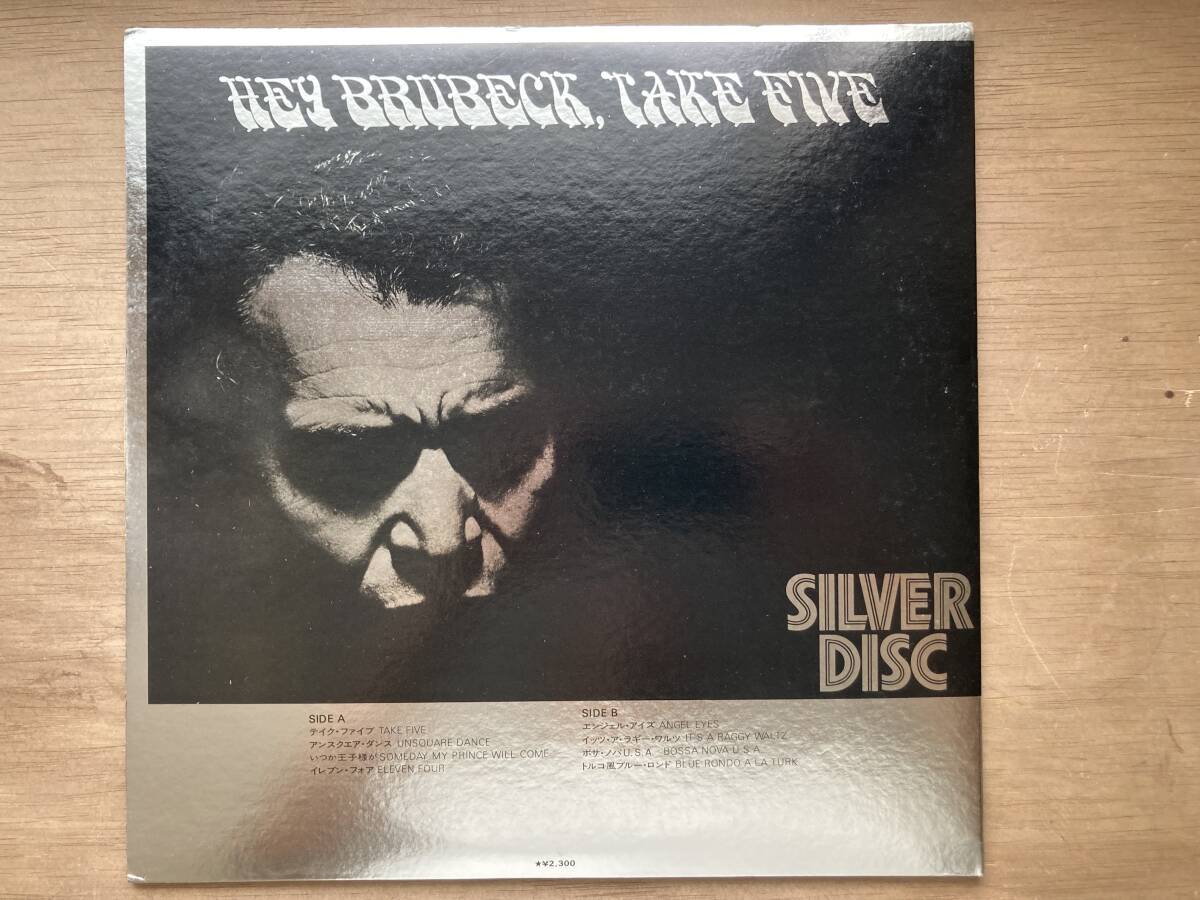 HEY BRUBECK, TAKE FIVE
SILVER
DISC
SIDE A
テイク・ファイブ TAKE FIVE
アンスクエア・ダンス UNSQUARE DANCE
いつか王子様が SOMEDAY MY PRINCE WILL COME
イレブン・フォア ELEVEN FOUR
SIDE B
エンジェル・アイズ ANGEL EYES
イッツ・ア・ラギー・ワルツ IT'S A RAGGY WALTZ
ボサ・ノバU.S.A. BOSSA NOVA U.S.A.
トルコ風ブルー・ロンド BLUE RONDO A LA TURK
★¥2,300